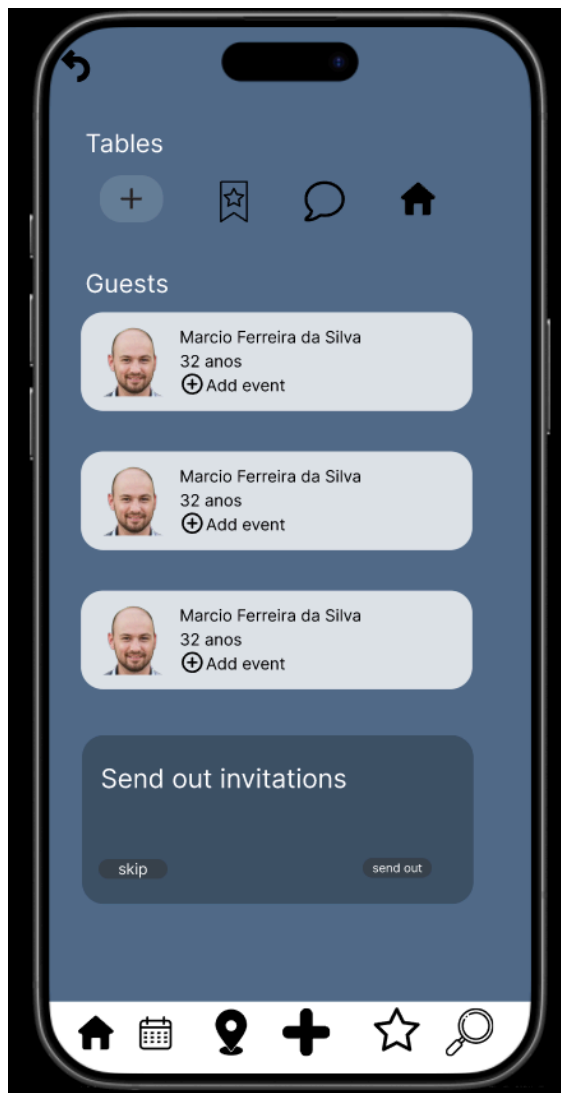 Tables
Guests
Marcio Ferreira da Silva
32 anos
Add event
Marcio Ferreira da Silva
32 anos
Add event
Marcio Ferreira da Silva
32 anos
Add event
Send out invitations
skip
send out